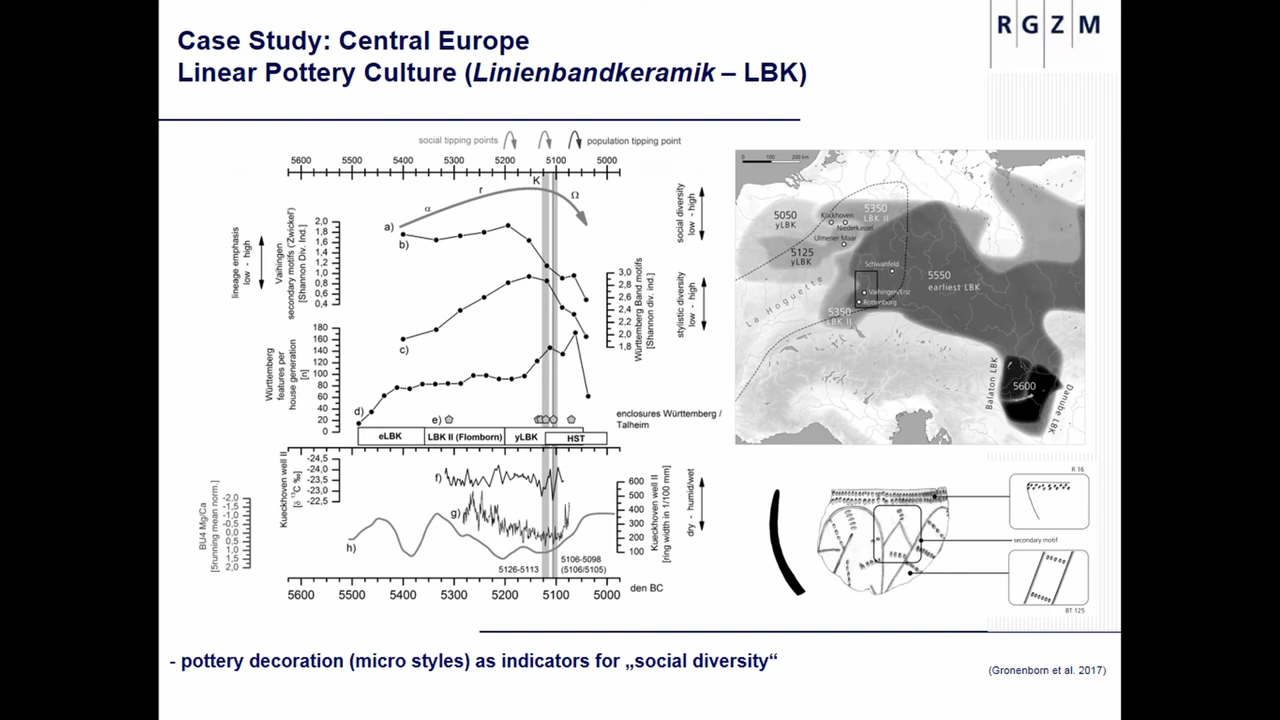 Case Study: Central Europe
Linear Pottery Culture (Linienbandkeramik – LBK)
R G Z M
social tipping points
population tipping point
5600 5500 5400 5300 5200 5100 5000
K
r
α
Ω
a)
b)
c)
d)
e)
lineage emphasis
low - high
Vaihingen
secondary motifs ('Zwickel')
[Shannon Div. Ind.]
2,0
1,8
1,6
1,4
1,2
1,0
0,8
0,6
0,4
social diversity
low - high
3,0
2,8
2,6
2,4
2,2
2,0
1,8
Württemberg Band motifs
[Shannon div. ind.]
stylistic diversity
low - high
Württemberg
features per
house generation
[n]
180
160
140
120
100
80
60
40
20
0
enclosures Württemberg /
Talheim
eLBK
LBK II (Flomborn)
yLBK
HST
Kueckhoven well II
[δ 13C ‰]
-24,5
-24,0
-23,5
-23,0
-22,5
f)
g)
h)
600
500
400
300
200
100
Kueckhoven well II
[ring width in 1/100 mm]
dry - humid/wet
BU4 Mg/Ca
[5running mean norm.]
-2.0
-1.5
-1.0
-0.5
0.0
0.5
1.0
1.5
2,0
5126-5113
5106-5098
(5106/5105)
5600 5500 5400 5300 5200 5100 5000
den BC
0 100 200 km
5050
yLBK
5350
LBK II
Köckhoven
Niederkassel
Ulmener Maar
5125
yLBK
Schwanfeld
5550
earliest LBK
La Hoguette
Vaihingen/Enz
Rottenburg
5350
LBK II
Balaton LBK
5600
Danube LBK
R 16
secondary motif
BT 125
- pottery decoration (micro styles) as indicators for „social diversity“
(Gronenborn et al. 2017)